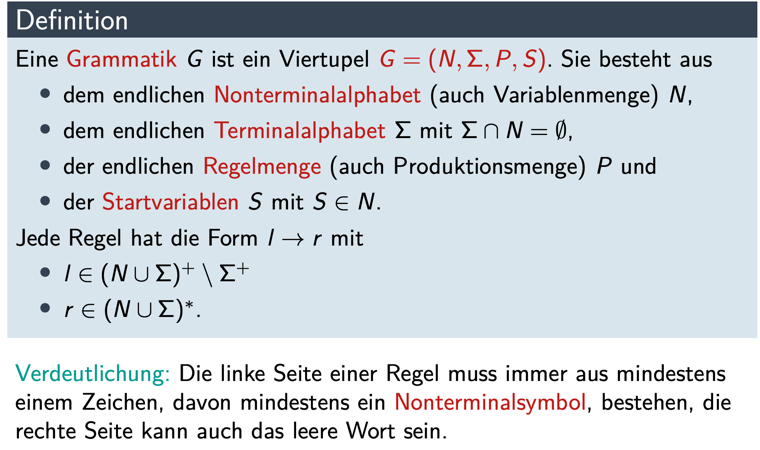 Definition
Eine Grammatik G ist ein Viertupel G = (N, Σ, P, S). Sie besteht aus
• dem endlichen Nonterminalalphabet (auch Variablenmenge) N,
• dem endlichen Terminalalphabet Σ mit Σ ∩ N = ∅,
• der endlichen Regelmenge (auch Produktionsmenge) P und
• der Startvariablen S mit S ∈ N.
Jede Regel hat die Form l → r mit
• l ∈ (N ∪ Σ)⁺ \ Σ⁺
• r ∈ (N ∪ Σ)*.
Verdeutlichung: Die linke Seite einer Regel muss immer aus mindestens
einem Zeichen, davon mindestens ein Nonterminalsymbol, bestehen, die
rechte Seite kann auch das leere Wort sein.